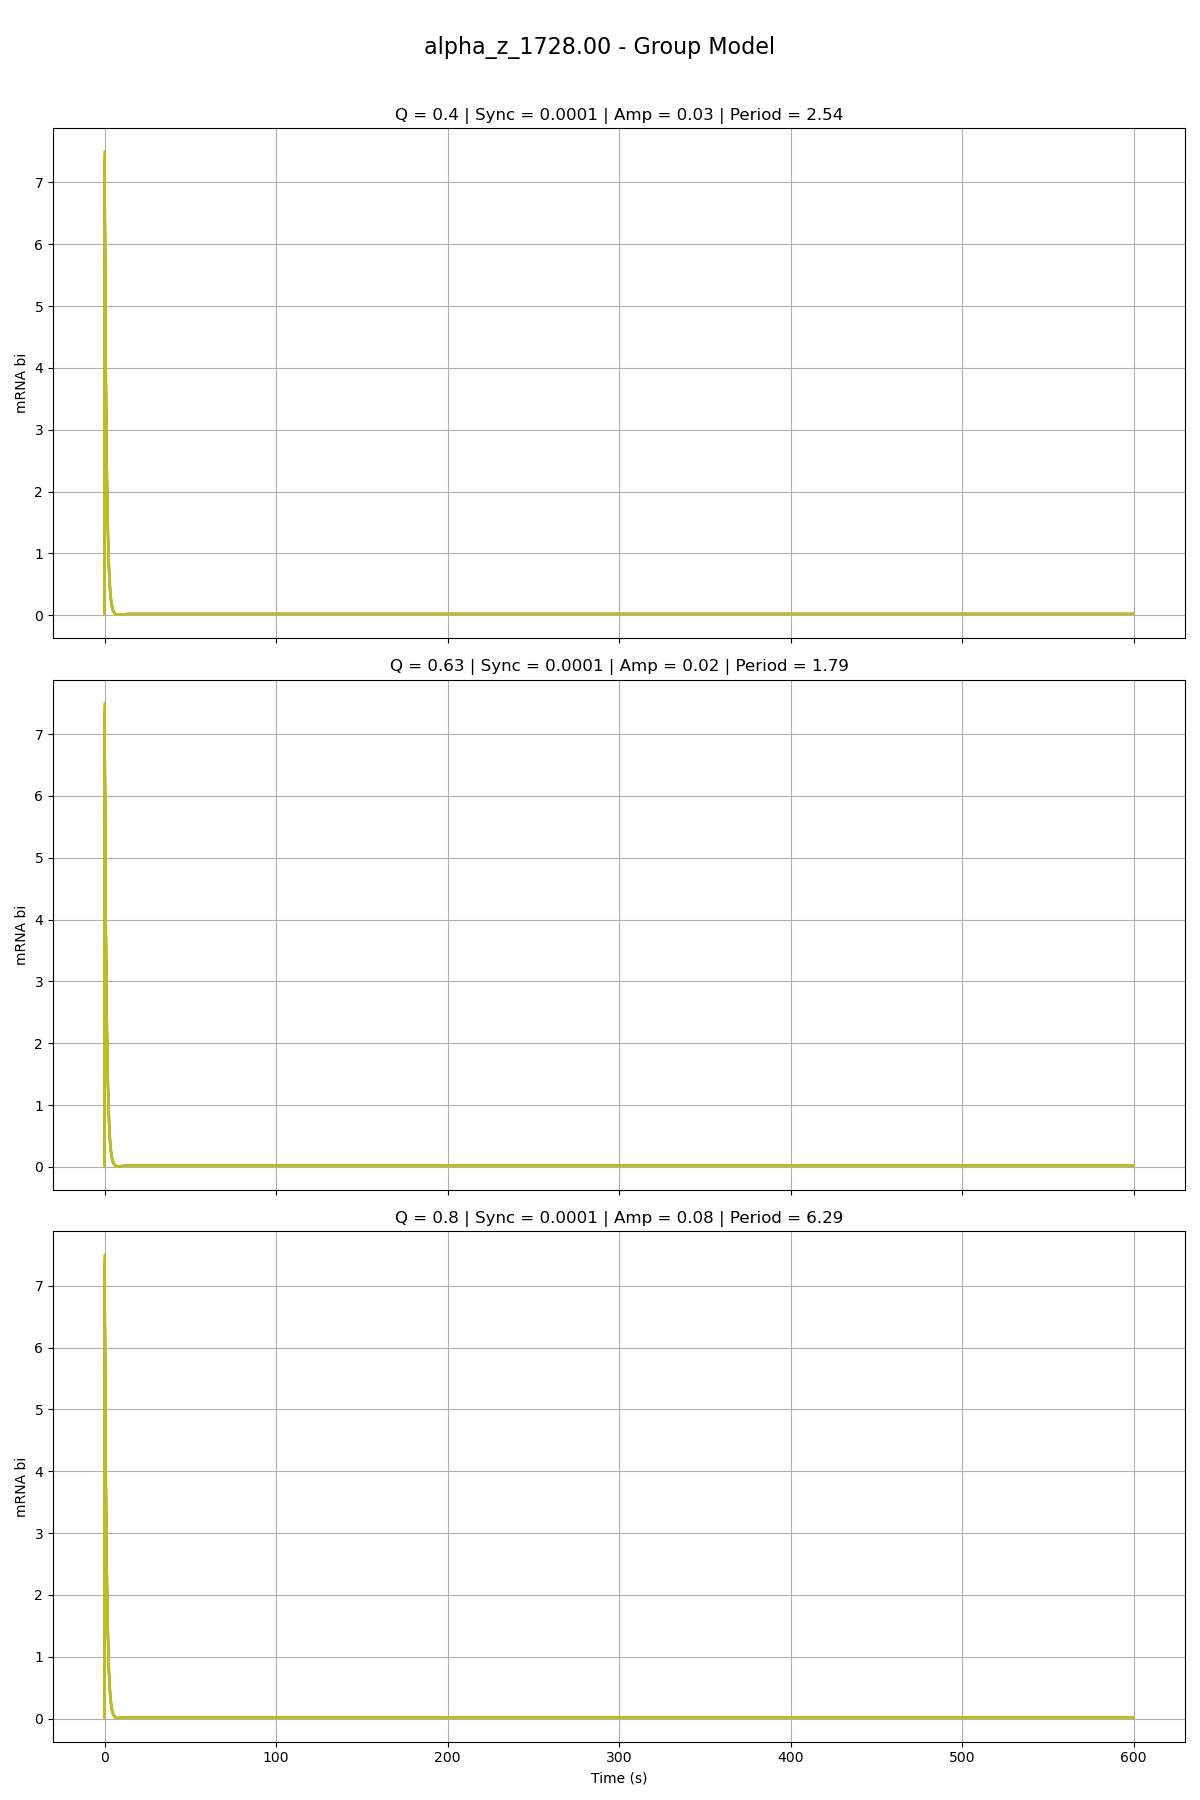 alpha_z_1728.00 - Group Model
Q = 0.4 | Sync = 0.0001 | Amp = 0.03 | Period = 2.54
7
6
5
4
3
2
1
0
mRNA bi
Q = 0.63 | Sync = 0.0001 | Amp = 0.02 | Period = 1.79
7
6
5
4
3
2
1
0
mRNA bi
Q = 0.8 | Sync = 0.0001 | Amp = 0.08 | Period = 6.29
7
6
5
4
3
2
1
0
mRNA bi
0 100 200 300 400 500 600
Time (s)